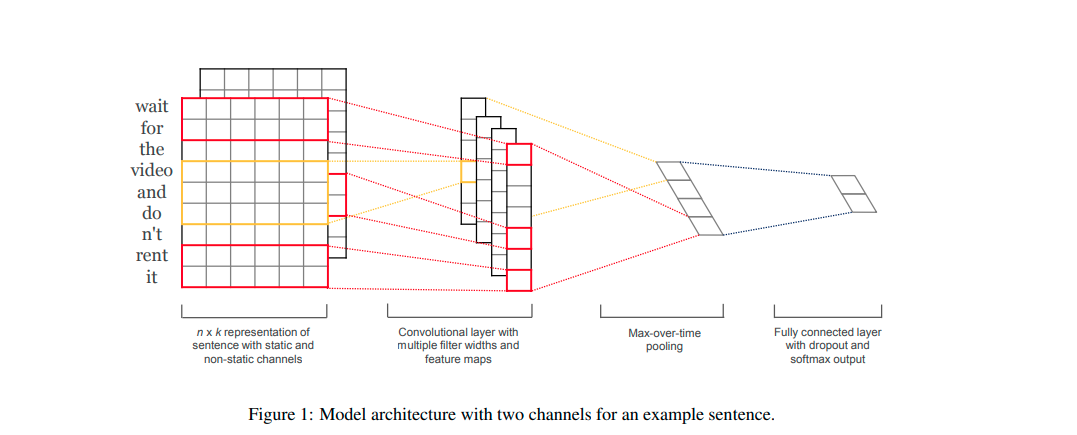 wait
for
the
video
and
do
n't
rent
it
n x k representation of
sentence with static and
non-static channels
Convolutional layer with
multiple filter widths and
feature maps
Max-over-time
pooling
Fully connected layer
with dropout and
softmax output
Figure 1: Model architecture with two channels for an example sentence.